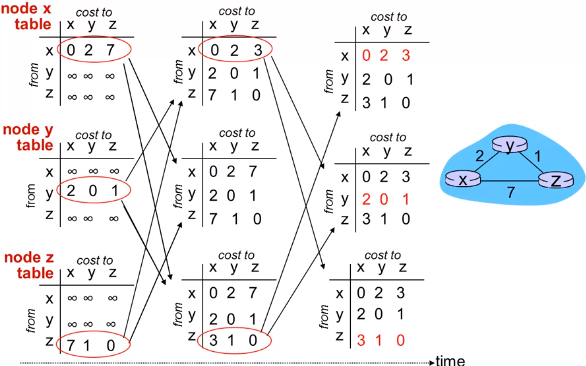 node x table
cost to
x y z
from
x 0 2 7
y ∞ ∞ ∞
z ∞ ∞ ∞
cost to
x y z
from
x 0 2 3
y 2 0 1
z 7 1 0
cost to
x y z
from
x 0 2 3
y 2 0 1
z 3 1 0
node y table
cost to
x y z
from
x ∞ ∞ ∞
y 2 0 1
z ∞ ∞ ∞
cost to
x y z
from
x 0 2 7
y 2 0 1
z 7 1 0
cost to
x y z
from
x 0 2 3
y 2 0 1
z 3 1 0
node z table
cost to
x y z
from
x ∞ ∞ ∞
y ∞ ∞ ∞
z 7 1 0
cost to
x y z
from
x 0 2 7
y 2 0 1
z 3 1 0
cost to
x y z
from
x 0 2 3
y 2 0 1
z 3 1 0
time
y
2 1
x z
7